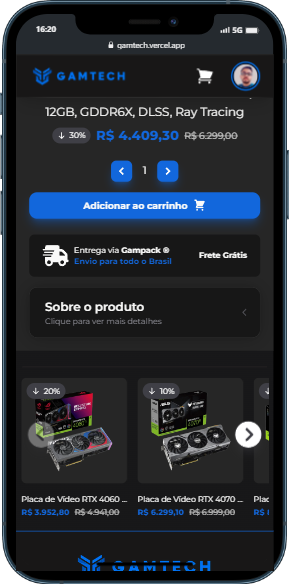 16:20
5G
gamtech.vercel.app
GAMTECH
12GB, GDDR6X, DLSS, Ray Tracing
30% R$ 4.409,30 R$ 6.299,00
1
Adicionar ao carrinho
Entrega via Gampack ®
Envio para todo o Brasil
Frete Grátis
Sobre o produto
Clique para ver mais detalhes
20%
10%
Placa de Vídeo RTX 4060 ...
Placa de Vídeo RTX 4070 ...
Plac
R$ 3.952,80 R$ 4.941,00
R$ 6.299,10 R$ 6.999,00
R$
GAMTECH